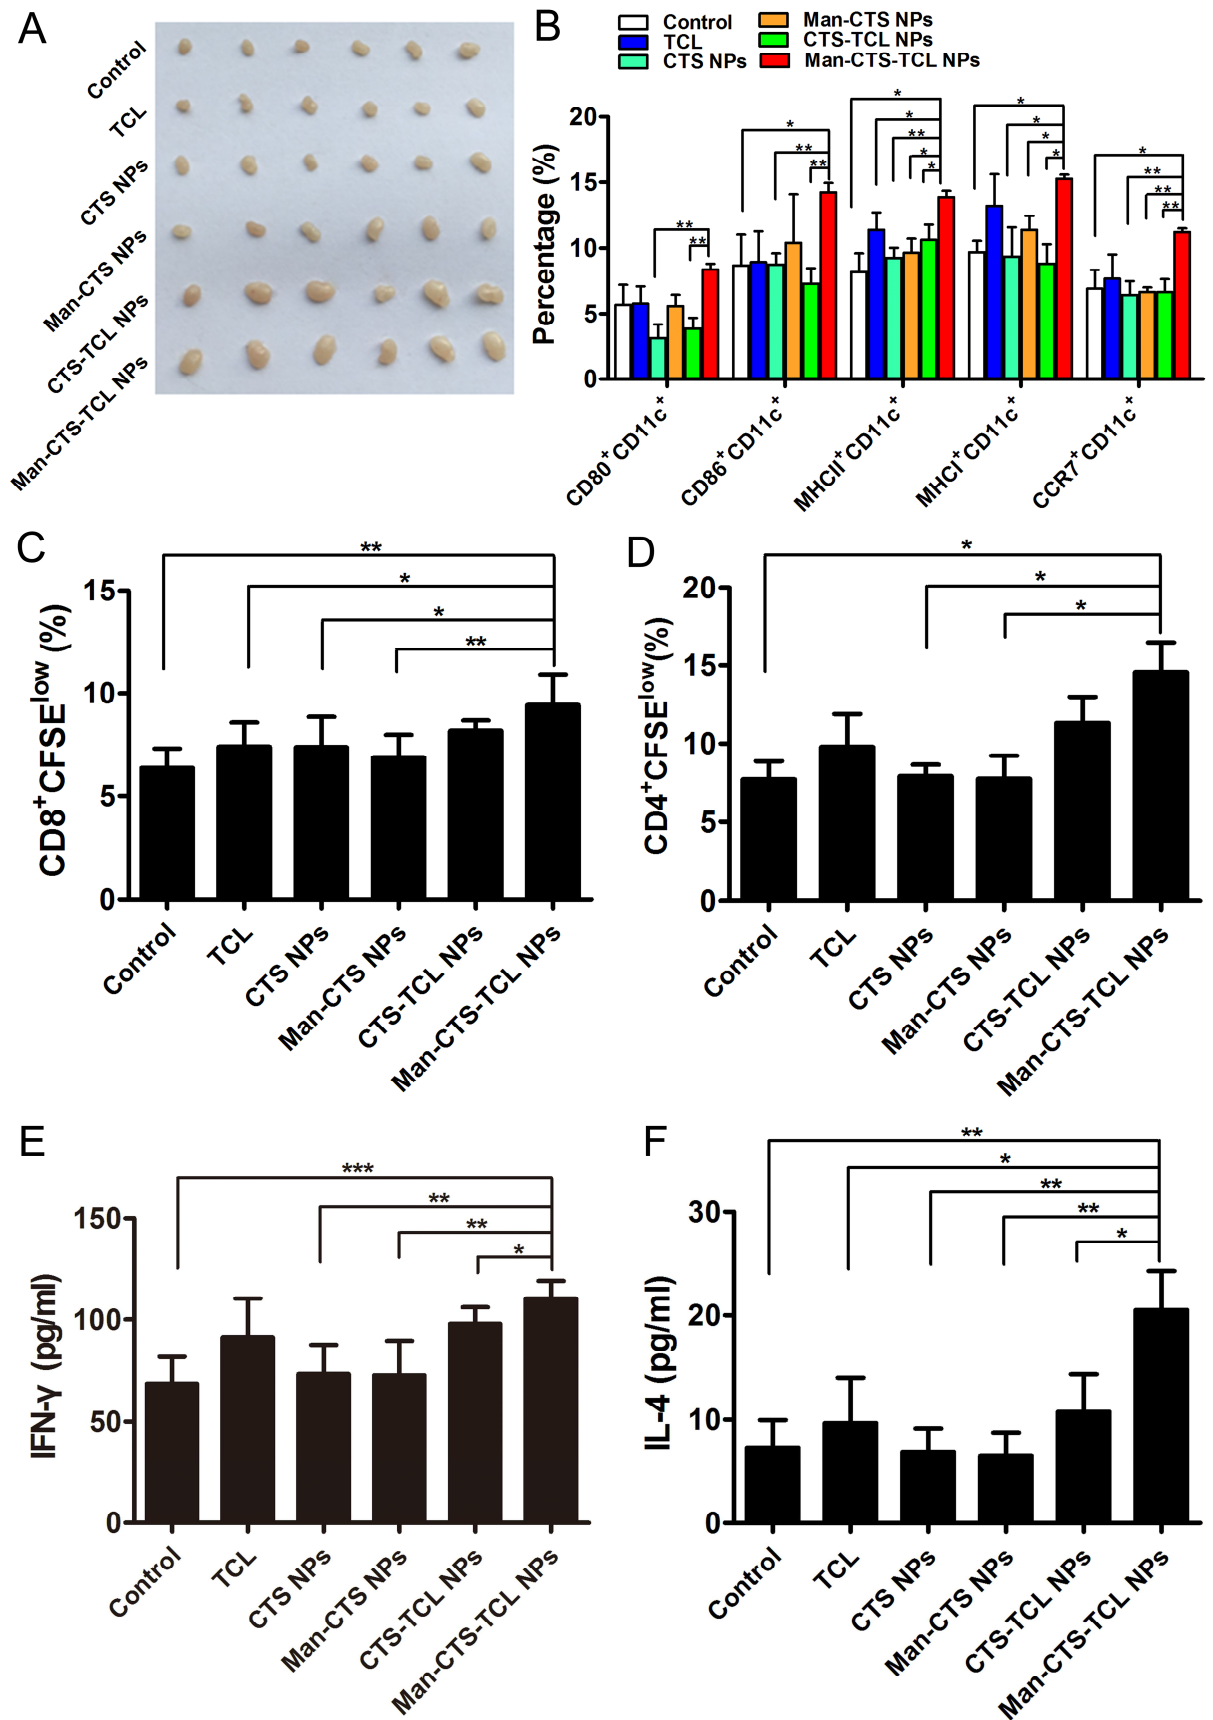 A
Control
TCL
CTS NPs
Man-CTS NPs
CTS-TCL NPs
Man-CTS-TCL NPs
B
Control
TCL
CTS NPs
Man-CTS NPs
CTS-TCL NPs
Man-CTS-TCL NPs
Percentage (%)
20
15
10
5
0
** **
* ** **
* * ** * *
* * * *
* ** ** **
CD80⁺CD11c⁺
CD86⁺CD11c⁺
MHCII⁺CD11c⁺
MHCI⁺CD11c⁺
CCR7⁺CD11c⁺
C
CD8⁺CFSE^low (%)
15
10
5
0
**
*
*
**
Control
TCL
CTS NPs
Man-CTS NPs
CTS-TCL NPs
Man-CTS-TCL NPs
D
CD4⁺CFSE^low(%)
20
15
10
5
0
*
*
*
Control
TCL
CTS NPs
Man-CTS NPs
CTS-TCL NPs
Man-CTS-TCL NPs
E
IFN-γ (pg/ml)
150
100
50
0
***
**
**
*
Control
TCL
CTS NPs
Man-CTS NPs
CTS-TCL NPs
Man-CTS-TCL NPs
F
IL-4 (pg/ml)
30
20
10
0
**
*
**
**
*
Control
TCL
CTS NPs
Man-CTS NPs
CTS-TCL NPs
Man-CTS-TCL NPs